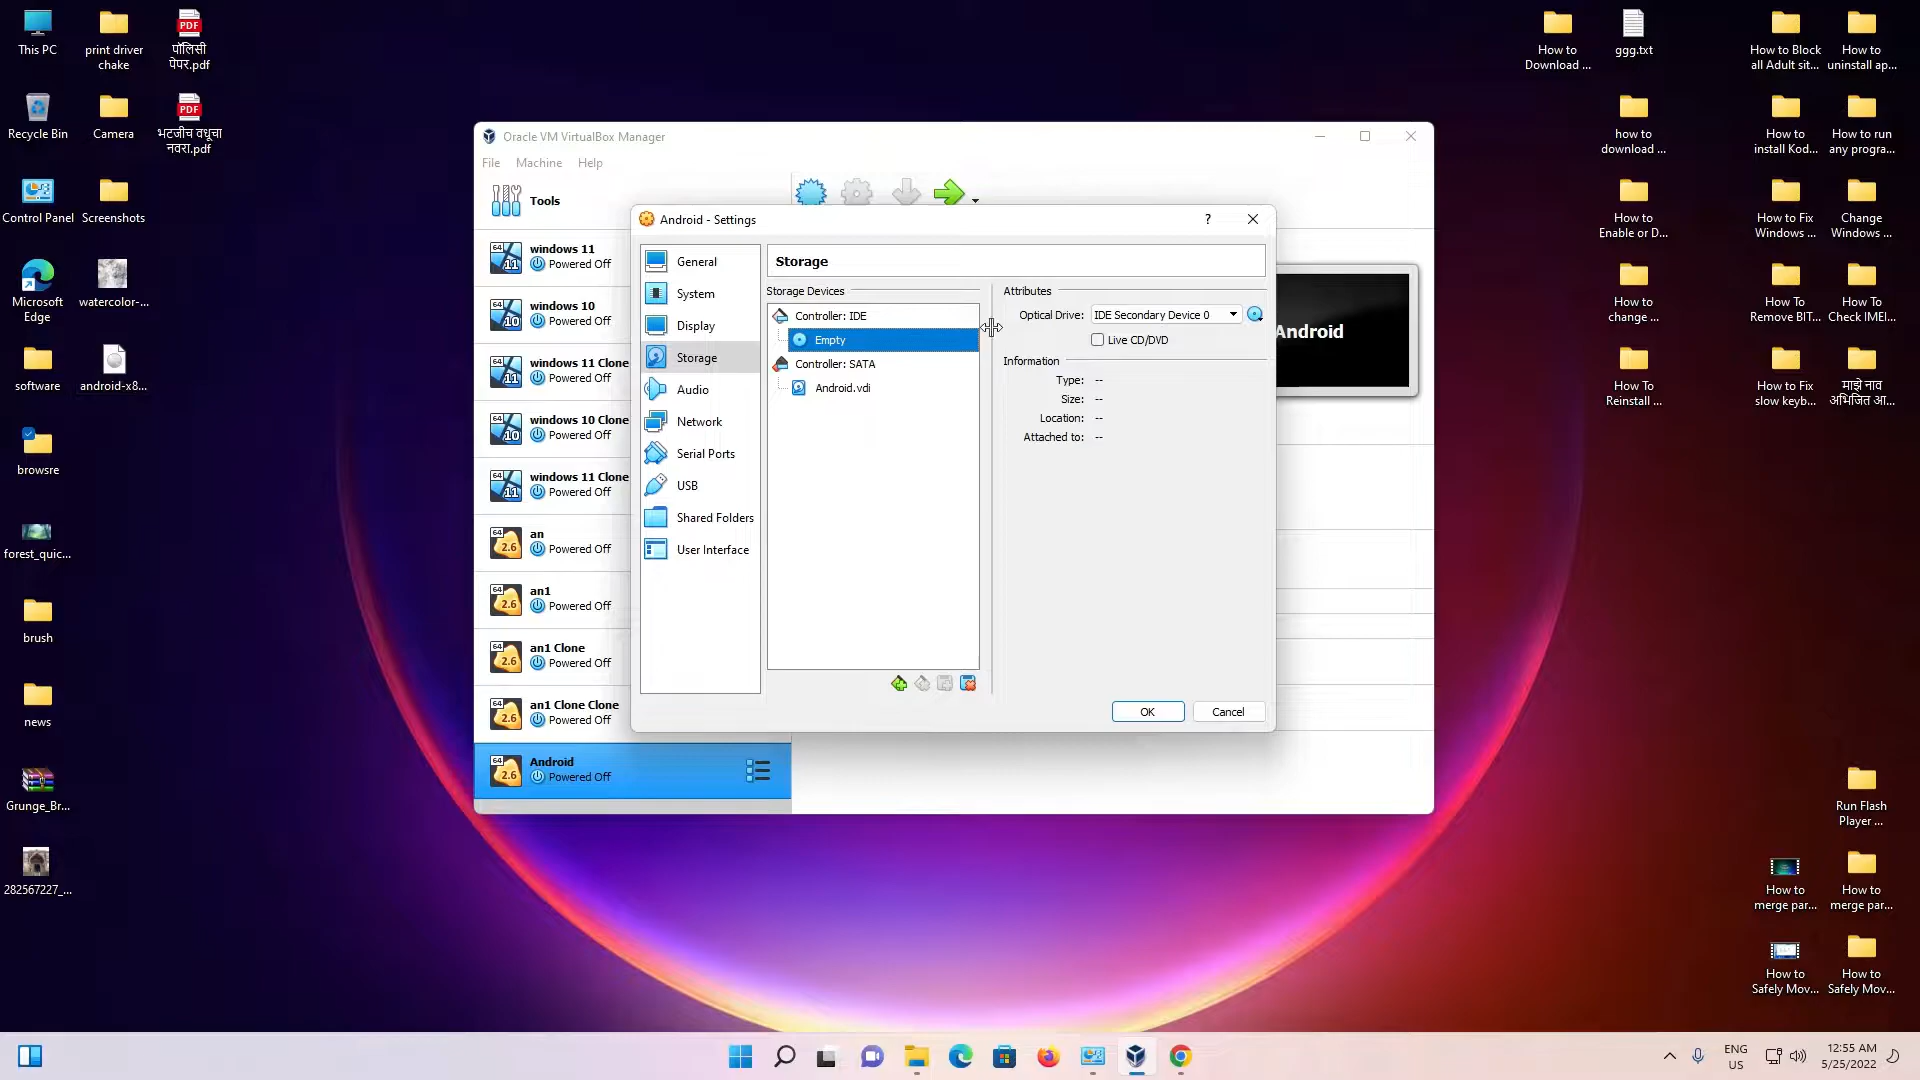 This PC
print driver
chake
पॉलिसी
पेपर.pdf
Recycle Bin
Camera
भटजीच वधूचा
नवरा.pdf
Control Panel
Screenshots
Microsoft
Edge
watercolor-...
software
android-x8...
browsre
forest_quic...
brush
news
Grunge_Br...
282567227_...
Oracle VM VirtualBox Manager
File Machine Help
Tools
windows 11
Powered Off
windows 10
Powered Off
windows 11 Clone
Powered Off
windows 10 Clone
Powered Off
windows 11 Clone
Powered Off
an
Powered Off
an1
Powered Off
an1 Clone
Powered Off
an1 Clone Clone
Powered Off
Android
Powered Off
Android - Settings
General
System
Display
Storage
Audio
Network
Serial Ports
USB
Shared Folders
User Interface
Storage
Storage Devices
Controller: IDE
Empty
Controller: SATA
Android.vdi
Attributes
Optical Drive: IDE Secondary Device 0
Live CD/DVD
Information
Type: --
Size: --
Location: --
Attached to: --
OK Cancel
Android
How to
Download ...
ggg.txt
How to Block
all Adult sit...
How to
uninstall ap...
how to
download ...
How to
install Kod...
How to run
any progra...
How to
Enable or D...
How to Fix
Windows ...
Change
Windows ...
How to
change ...
How To
Remove BIT...
How To
Check IMEI...
How To
Reinstall ...
How to Fix
slow keyb...
माझे नाव
अभिजित आ...
Run Flash
Player ...
How to
merge par...
How to
merge par...
How to
Safely Mov...
How to
Safely Mov...
ENG
US
12:55 AM
5/25/2022